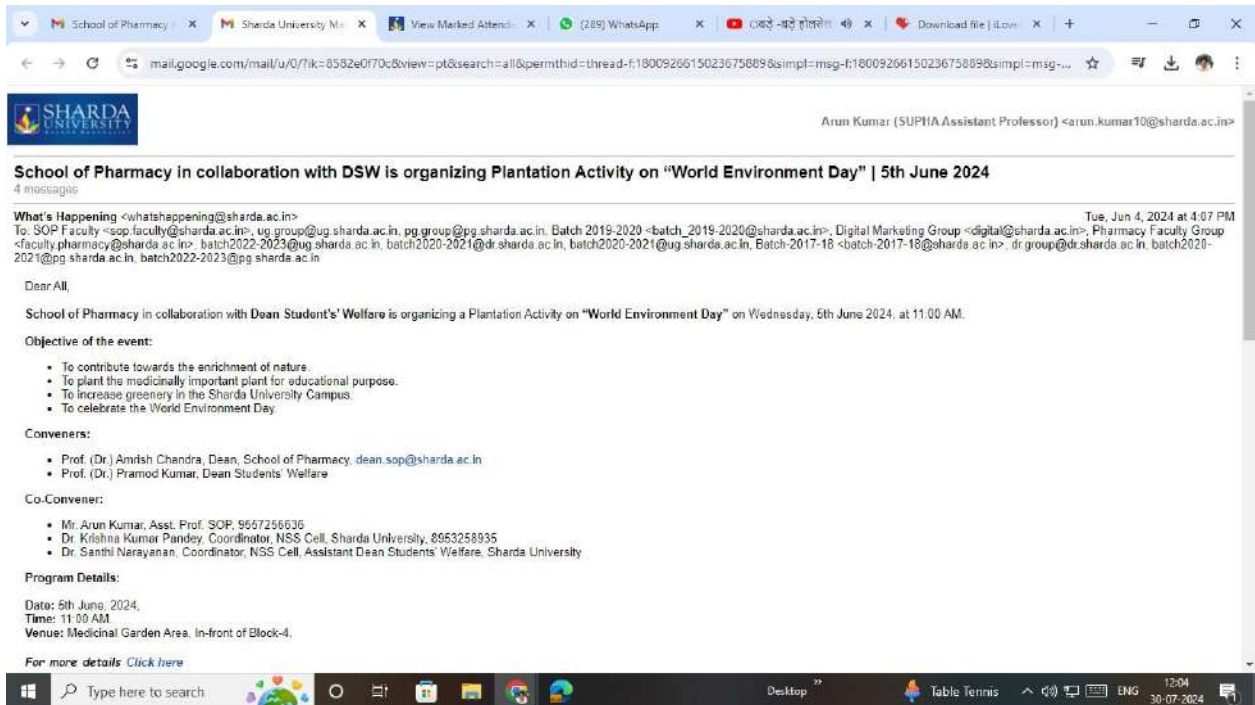 School of Pharmacy
Sharda University Ma
View Marked Attend
(289) WhatsApp
Download file | iLove
mail.google.com/mail/u/0/?ik=8582e0f70c&view=pt&search=all&permthid=thread-f:1800926615023675889&simpl=msg-f:1800926615023675889&simpl=msg-...
SHARDA
UNIVERSITY
Arun Kumar (SUPHA Assistant Professor) <arun.kumar10@sharda.ac.in>
School of Pharmacy in collaboration with DSW is organizing Plantation Activity on “World Environment Day” | 5th June 2024
4 messages
What's Happening <whatshappening@sharda.ac.in>
Tue, Jun 4, 2024 at 4:07 PM
To: SOP Faculty <sop.faculty@sharda.ac.in>, ug.group@ug.sharda.ac.in, pg.group@pg.sharda.ac.in, Batch 2019-2020 <batch_2019-2020@sharda.ac.in>, Digital Marketing Group <digital@sharda.ac.in>, Pharmacy Faculty Group
<faculty.pharmacy@sharda.ac.in>, batch2022-2023@ug.sharda.ac.in, batch2020-2021@dr.sharda.ac.in, batch2020-2021@ug.sharda.ac.in, Batch-2017-18 <batch-2017-18@sharda.ac.in>, dr.group@dr.sharda.ac.in, batch2020-
2021@pg.sharda.ac.in, batch2022-2023@pg.sharda.ac.in
Dear All,
School of Pharmacy in collaboration with Dean Student's' Welfare is organizing a Plantation Activity on “World Environment Day” on Wednesday, 5th June 2024, at 11:00 AM.
Objective of the event:
• To contribute towards the enrichment of nature.
• To plant the medicinally important plant for educational purpose.
• To increase greenery in the Sharda University Campus.
• To celebrate the World Environment Day.
Conveners:
• Prof. (Dr.) Amrish Chandra, Dean, School of Pharmacy, dean.sop@sharda.ac.in
• Prof. (Dr.) Pramod Kumar, Dean Students' Welfare
Co-Convener:
• Mr. Arun Kumar, Asst. Prof. SOP, 9557256636
• Dr. Krishna Kumar Pandey, Coordinator, NSS Cell, Sharda University, 8953258935
• Dr. Santhi Narayanan, Coordinator, NSS Cell, Assistant Dean Students' Welfare, Sharda University
Program Details:
Date: 5th June, 2024,
Time: 11:00 AM.
Venue: Medicinal Garden Area, In-front of Block-4.
For more details Click here
Type here to search
Desktop
Table Tennis
ENG
12:04
30-07-2024